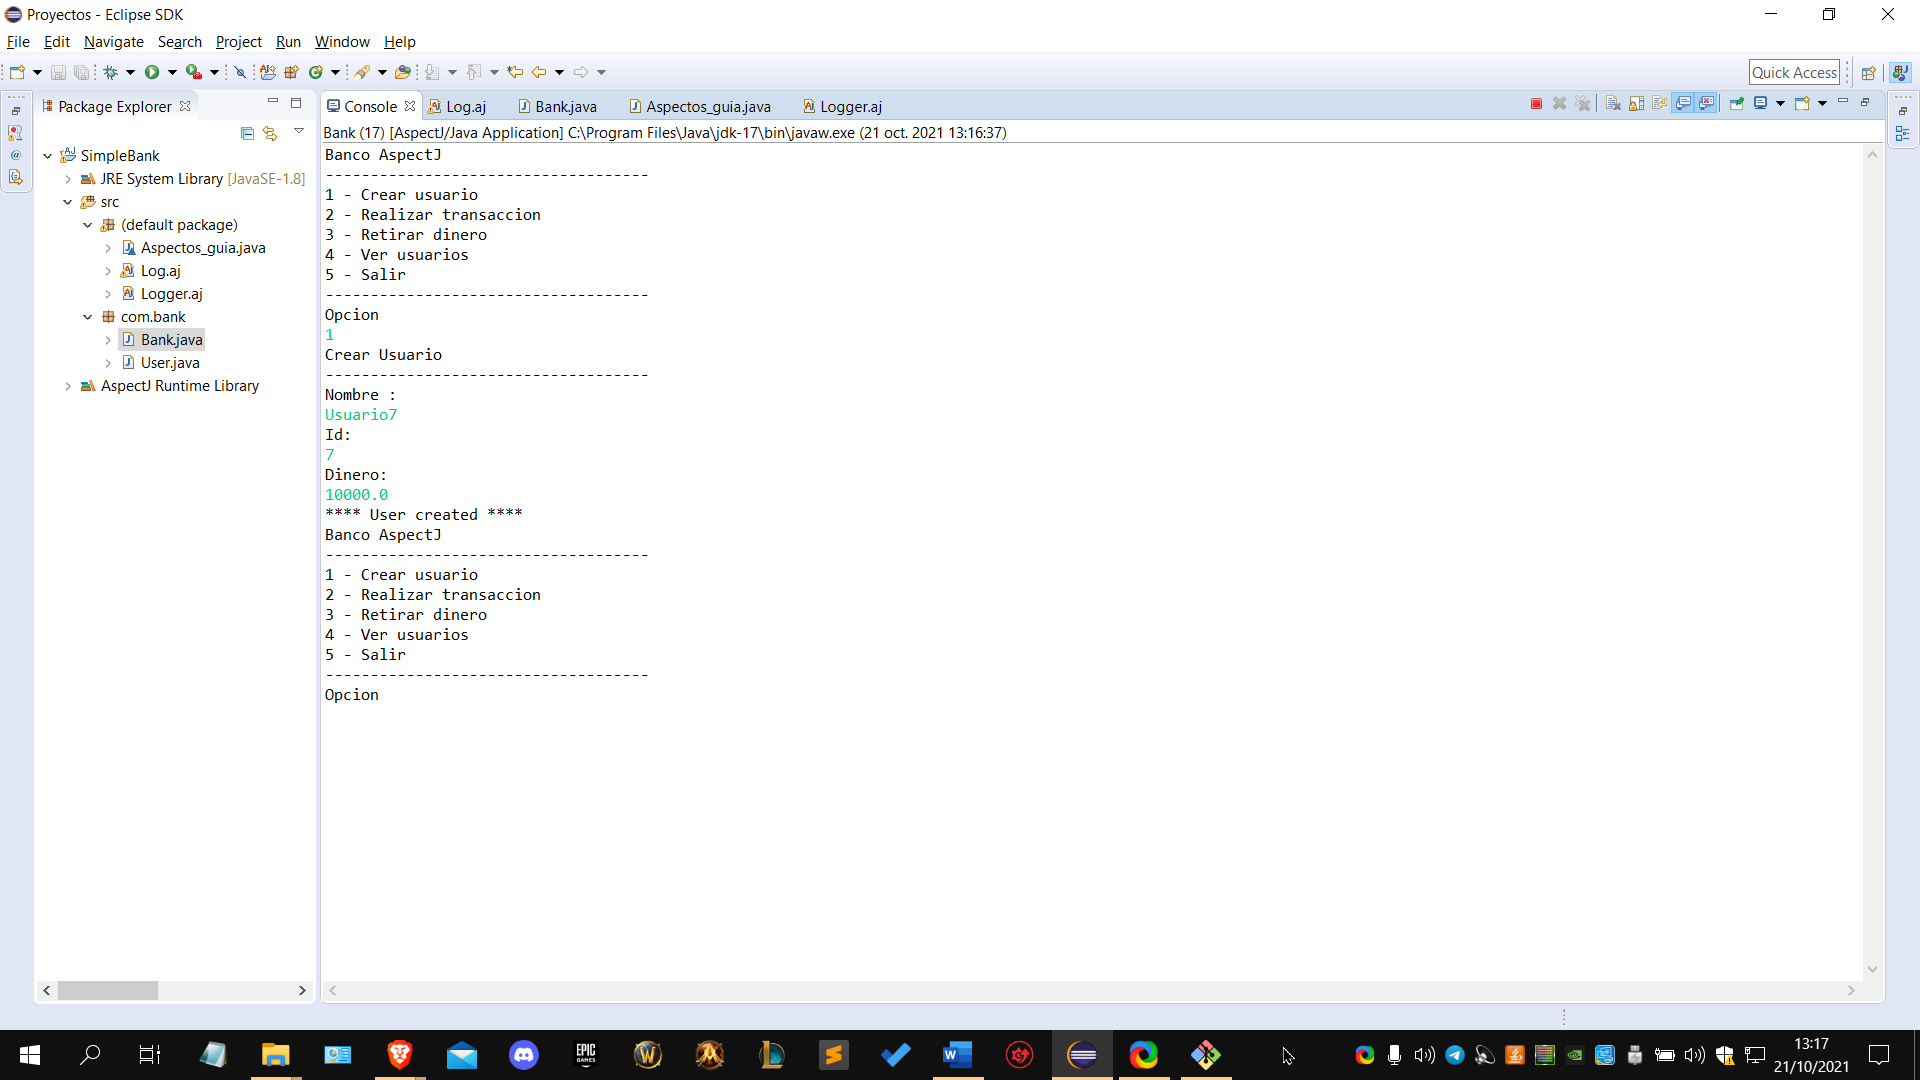 Proyectos - Eclipse SDK
File Edit Navigate Search Project Run Window Help
Quick Access
Package Explorer
SimpleBank
JRE System Library [JavaSE-1.8]
src
(default package)
Aspectos_guia.java
Log.aj
Logger.aj
com.bank
Bank.java
User.java
AspectJ Runtime Library
Console Log.aj Bank.java Aspectos_guia.java Logger.aj
Bank (17) [AspectJ/Java Application] C:\Program Files\Java\jdk-17\bin\javaw.exe (21 oct. 2021 13:16:37)
Banco AspectJ
------------------------------------
1 - Crear usuario
2 - Realizar transaccion
3 - Retirar dinero
4 - Ver usuarios
5 - Salir
------------------------------------
Opcion
1
Crear Usuario
------------------------------------
Nombre :
Usuario7
Id:
7
Dinero:
10000.0
**** User created ****
Banco AspectJ
------------------------------------
1 - Crear usuario
2 - Realizar transaccion
3 - Retirar dinero
4 - Ver usuarios
5 - Salir
------------------------------------
Opcion
EPIC GAMES
13:17
21/10/2021